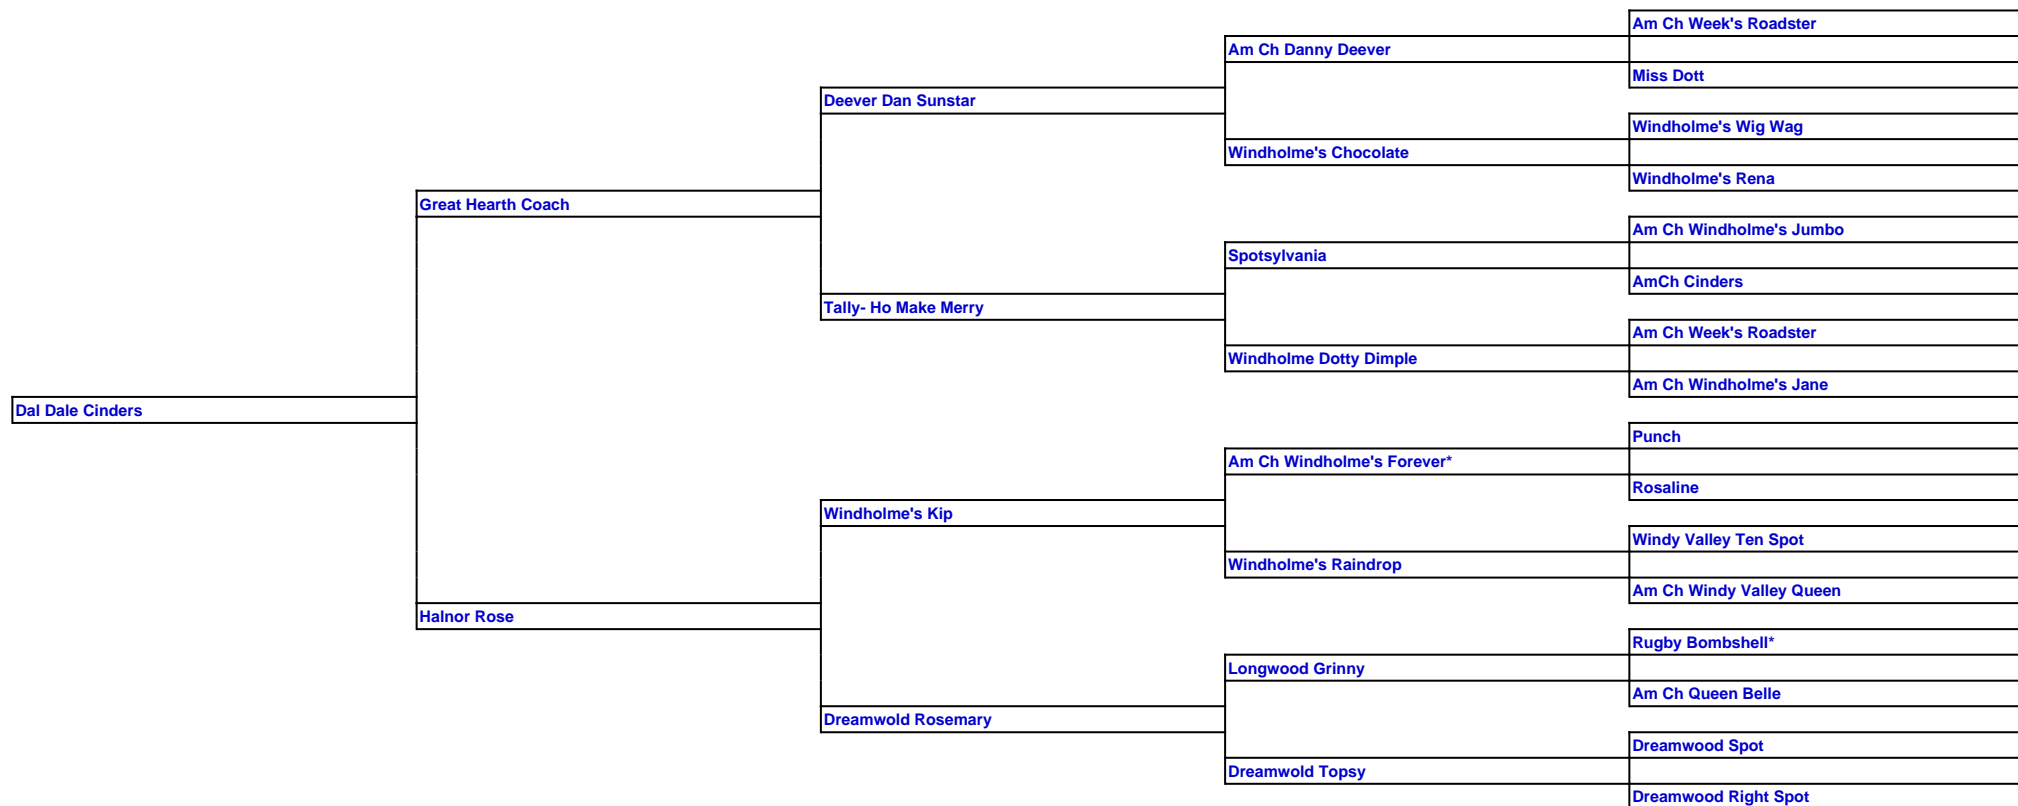 Am Ch Week's Roadster
Am Ch Danny Deever
Miss Dott
Deever Dan Sunstar
Windholme's Wig Wag
Windholme's Chocolate
Windholme's Rena
Great Hearth Coach
Am Ch Windholme's Jumbo
Spotsylvania
AmCh Cinders
Tally- Ho Make Merry
Am Ch Week's Roadster
Windholme Dotty Dimple
Am Ch Windholme's Jane
Dal Dale Cinders
Punch
Am Ch Windholme's Forever*
Rosaline
Windholme's Kip
Windy Valley Ten Spot
Windholme's Raindrop
Am Ch Windy Valley Queen
Halnor Rose
Rugby Bombshell*
Longwood Grinny
Am Ch Queen Belle
Dreamwold Rosemary
Dreamwood Spot
Dreamwold Topsy
Dreamwood Right Spot